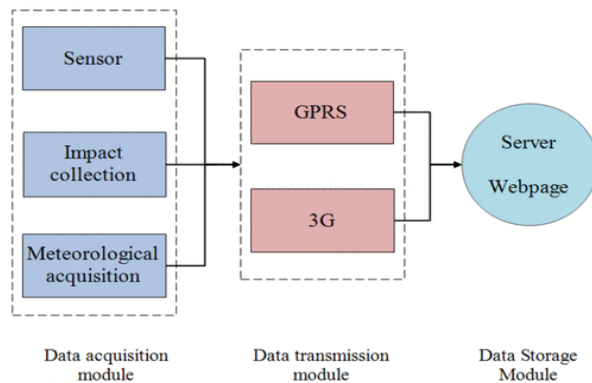 Sensor
Impact
collection
Meteorological
acquisition
Data acquisition
module
GPRS
3G
Data transmission
module
Server
Webpage
Data Storage
Module